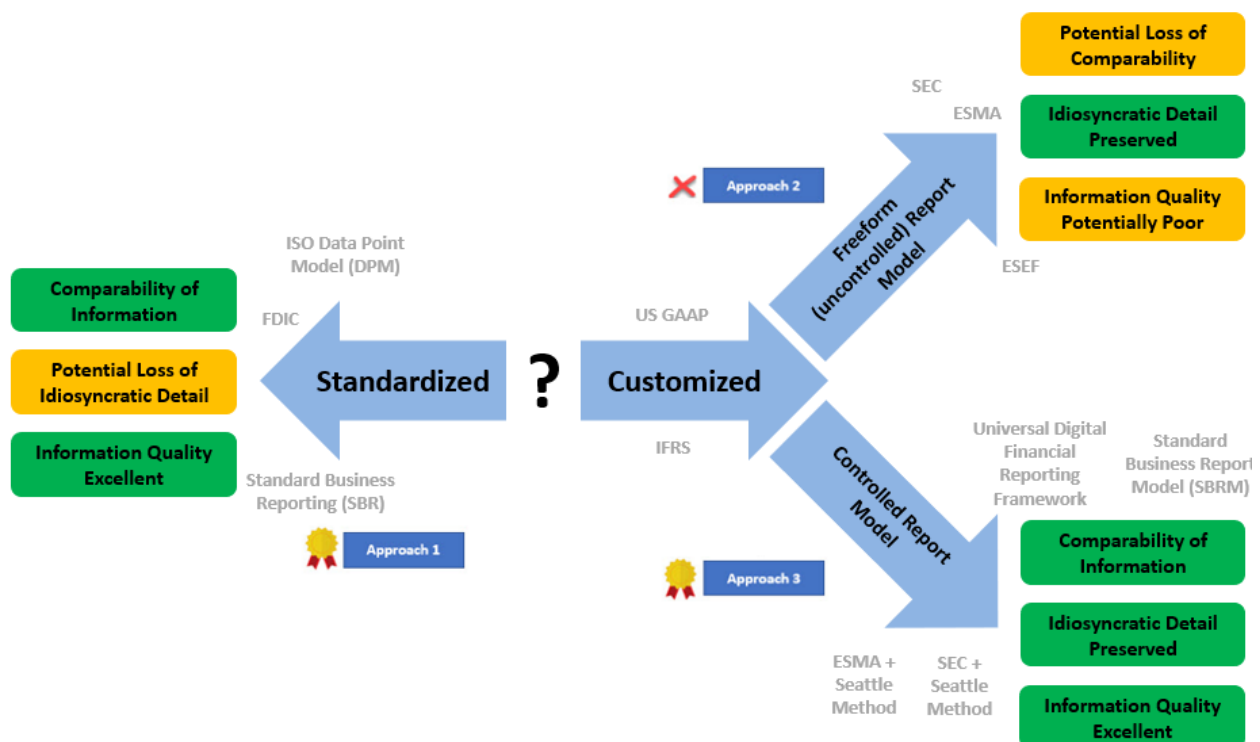 Potential Loss of
Comparability
SEC
ESMA
Idiosyncratic Detail
Preserved
Approach 2
Information Quality
Potentially Poor
Freeform
(uncontrolled) Report
Model
ESEF
ISO Data Point
Model (DPM)
Comparability of
Information
FDIC
US GAAP
Potential Loss of
Idiosyncratic Detail
Standardized
?
Customized
Information Quality
Excellent
IFRS
Standard Business
Reporting (SBR)
Approach 1
Controlled Report
Model
Universal Digital
Financial
Reporting
Framework
Standard
Business Report
Model (SBRM)
Comparability of
Information
Approach 3
Idiosyncratic Detail
Preserved
ESMA +
Seattle
Method
SEC +
Seattle
Method
Information Quality
Excellent